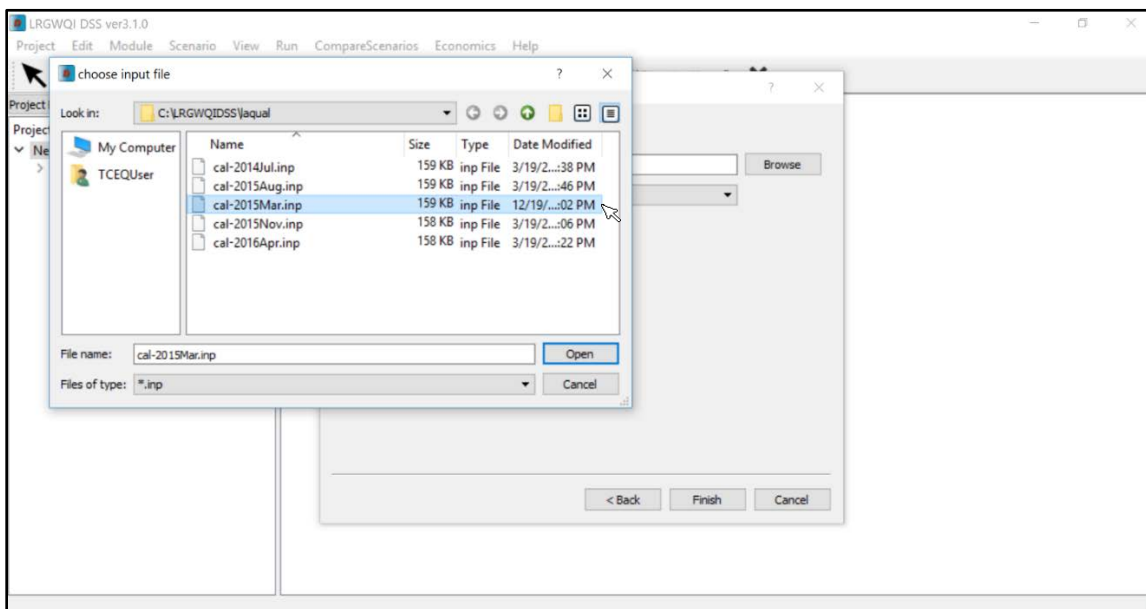 LRGWQI DSS ver3.1.0
Project Edit Module Scenario View Run CompareScenarios Economics Help
choose input file ? ×
? ×
Project
Look in: C:\LRGWQIDSS\laqual
Projec
My Computer Name Size Type Date Modified
Ne
cal-2014Jul.inp 159 KB inp File 3/19/2...:38 PM
Browse
TCEQUser
cal-2015Aug.inp 159 KB inp File 3/19/2...:46 PM
cal-2015Mar.inp 159 KB inp File 12/19/...:02 PM
cal-2015Nov.inp 158 KB inp File 3/19/2...:06 PM
cal-2016Apr.inp 158 KB inp File 3/19/2...:22 PM
File name: cal-2015Mar.inp Open
Files of type: *.inp Cancel
< Back Finish Cancel